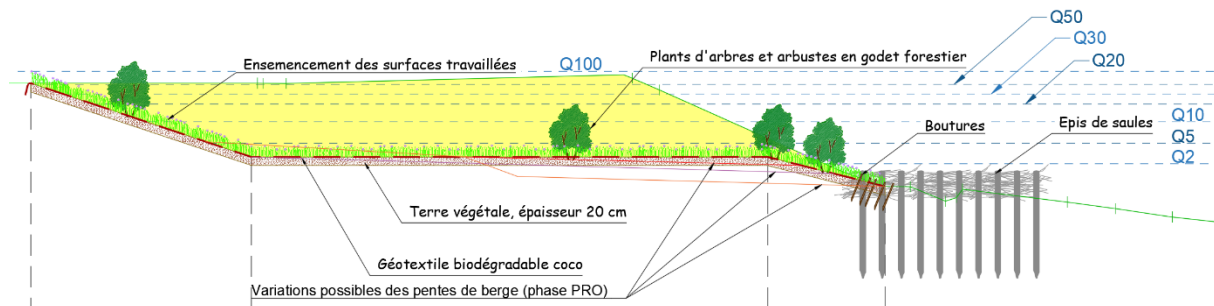 Q50
Q30
Q100
Q20
Ensemencement des surfaces travaillées
Plants d'arbres et arbustes en godet forestier
Q10
Boutures
Epis de saules
Q5
Q2
Terre végétale, épaisseur 20 cm
Géotextile biodégradable coco
Variations possibles des pentes de berge (phase PRO)